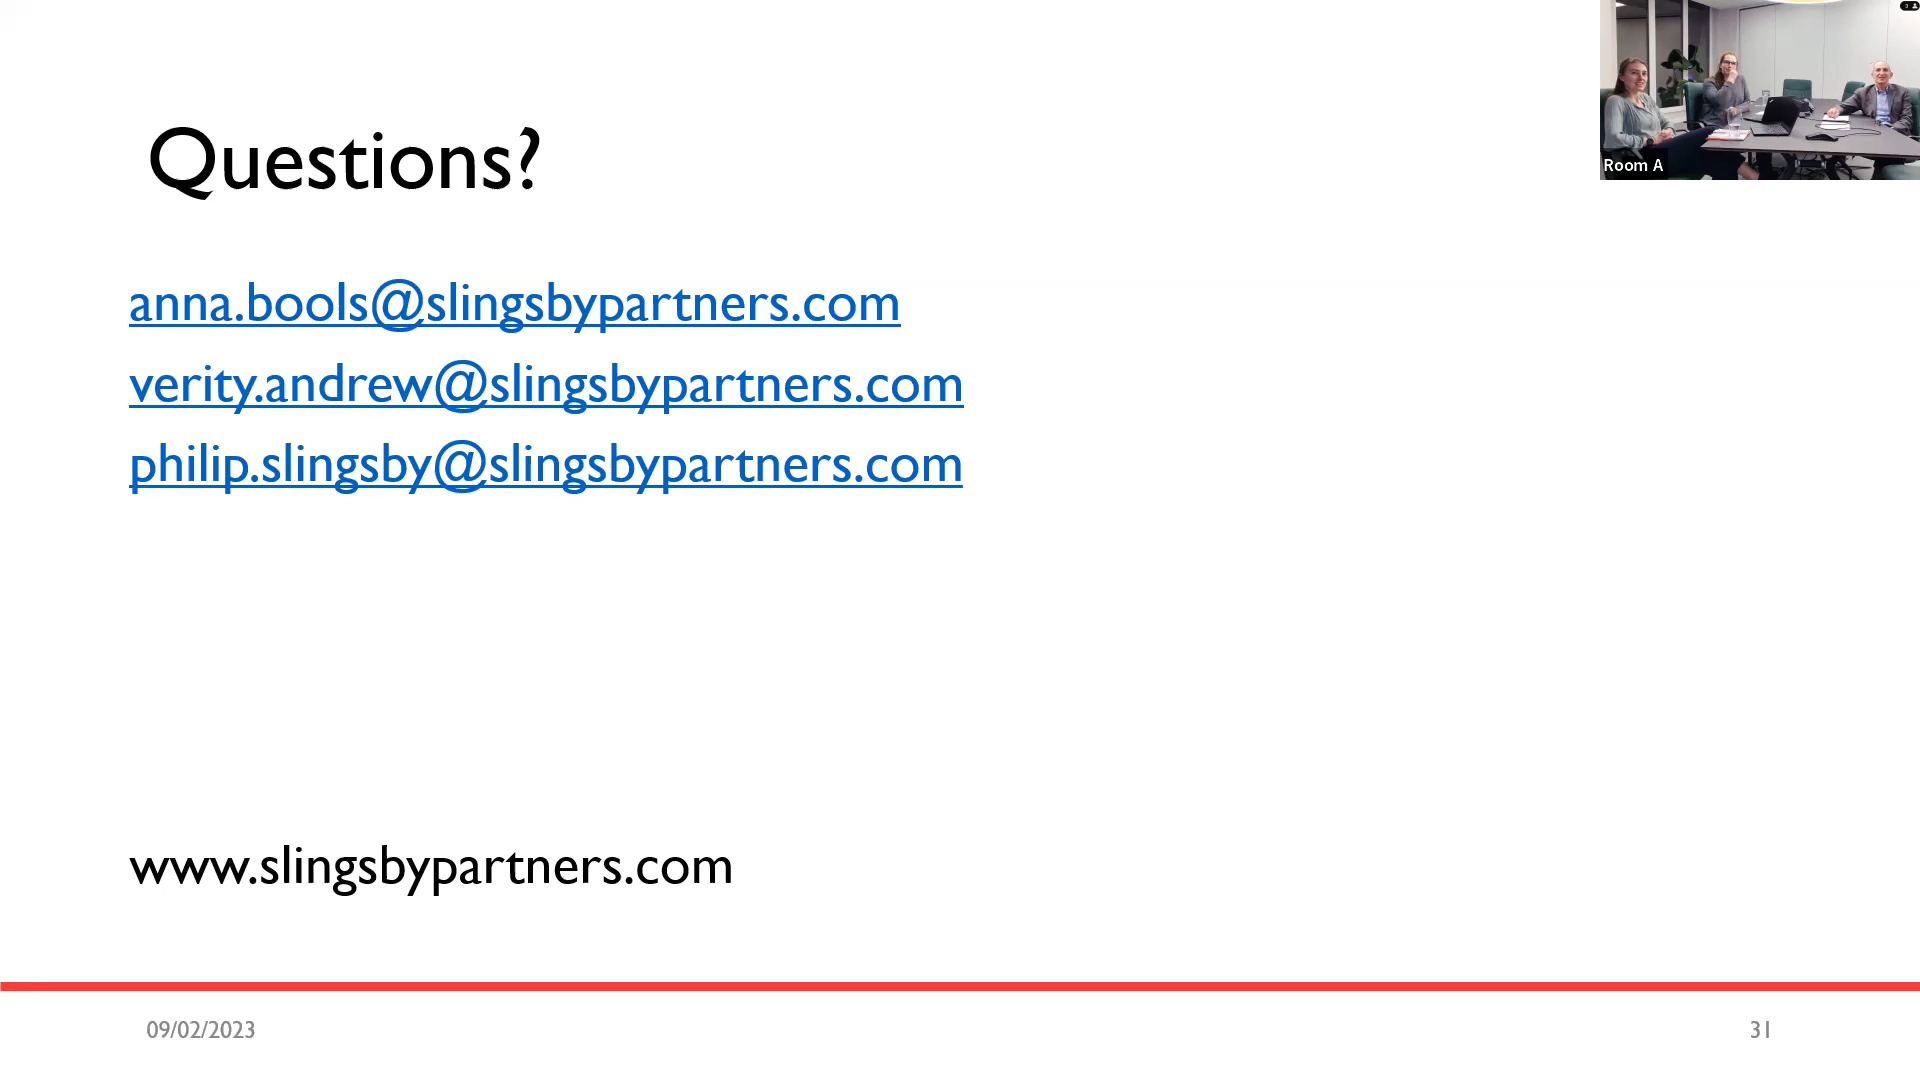 Questions?
Room A
anna.bools@slingsbypartners.com
verity.andrew@slingsbypartners.com
philip.slingsby@slingsbypartners.com
www.slingsbypartners.com
09/02/2023
31